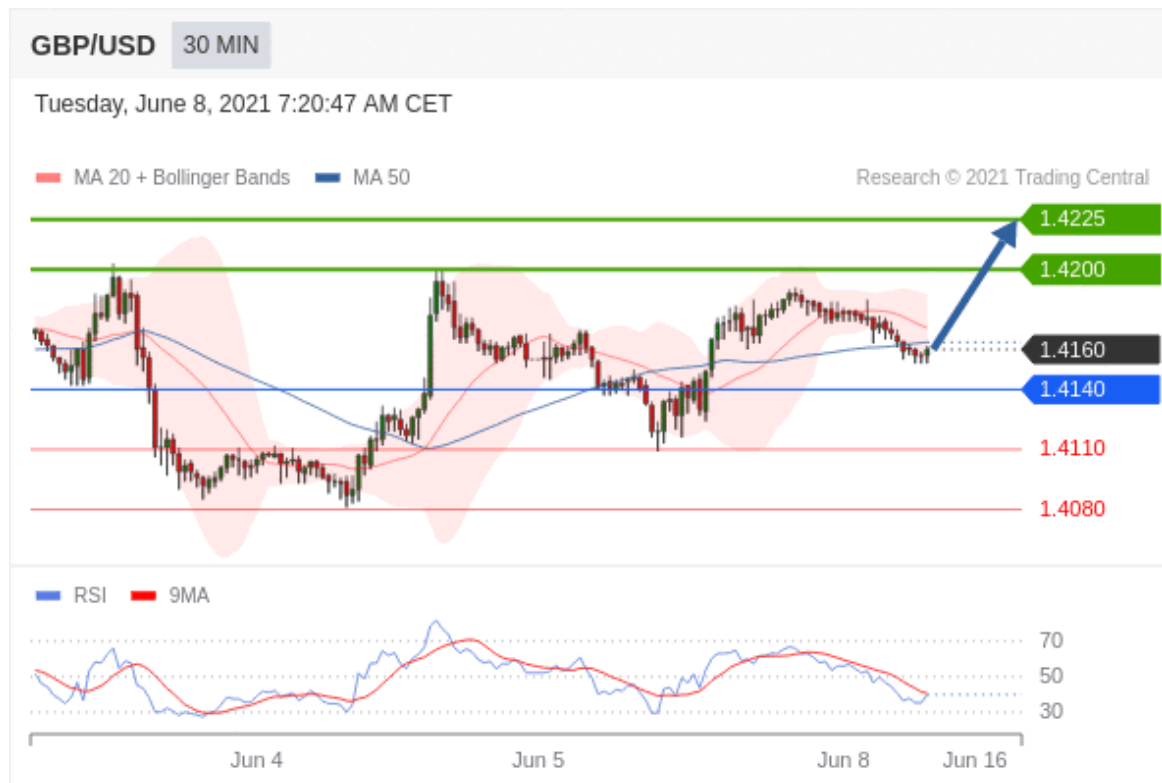 GBP/USD 30 MIN
Tuesday, June 8, 2021 7:20:47 AM CET
MA 20 + Bollinger Bands MA 50 Research © 2021 Trading Central
1.4225
1.4200
1.4160
1.4140
1.4110
1.4080
RSI 9MA
70
50
30
Jun 4 Jun 5 Jun 8 Jun 16